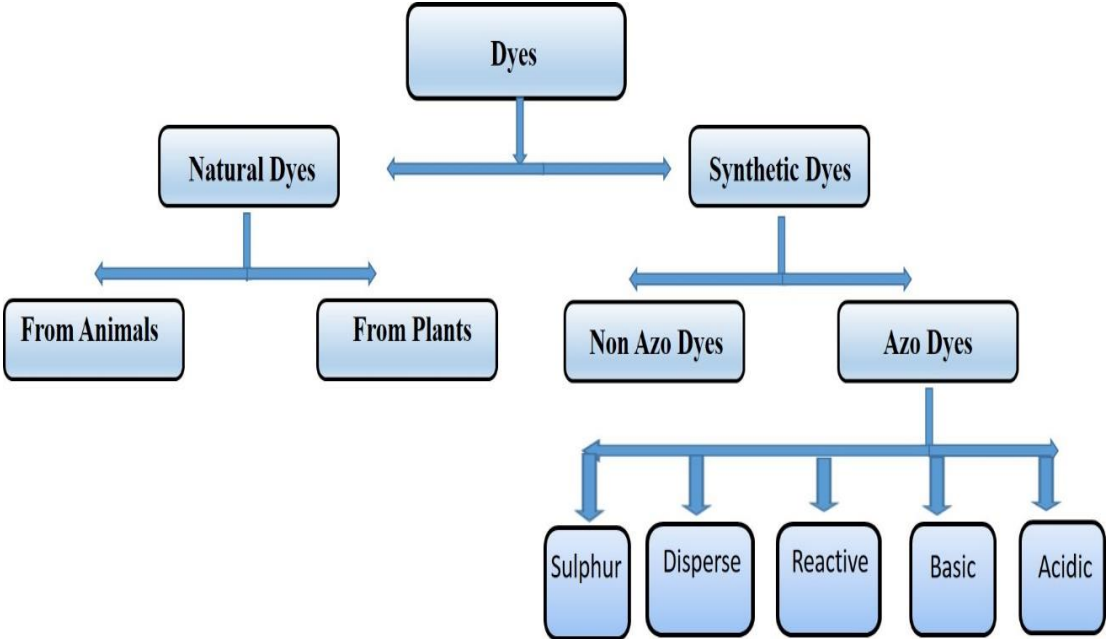 Dyes
Natural Dyes
Synthetic Dyes
From Animals
From Plants
Non Azo Dyes
Azo Dyes
Sulphur
Disperse
Reactive
Basic
Acidic